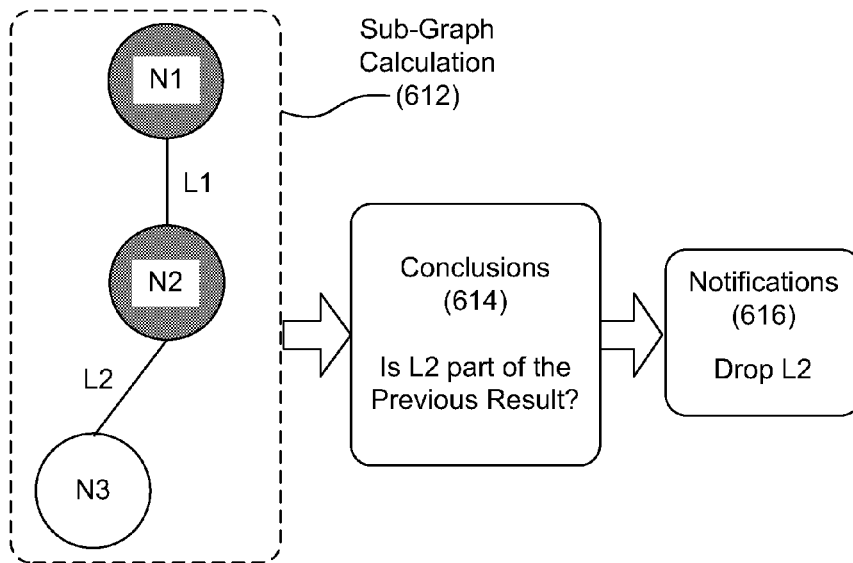 N1
L1
N2
L2
N3
Sub-Graph
Calculation
(612)
Conclusions
(614)
Is L2 part of the
Previous Result?
Notifications
(616)
Drop L2